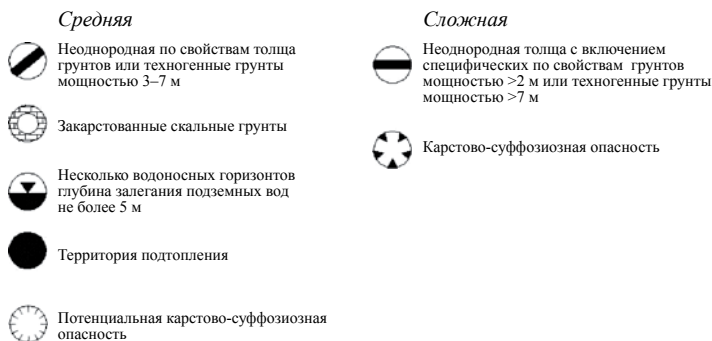 Средняя
Неоднородная по свойствам толща
грунтов или техногенные грунты
мощностью 3–7 м
Закарстованные скальные грунты
Несколько водоносных горизонтов
глубина залегания подземных вод
не более 5 м
Территория подтопления
Потенциальная карстово-суффозиозная
опасность
Сложная
Неоднородная толща с включением
специфических по свойствам грунтов
мощностью >2 м или техногенные грунты
мощностью >7 м
Карстово-суффозиозная опасность